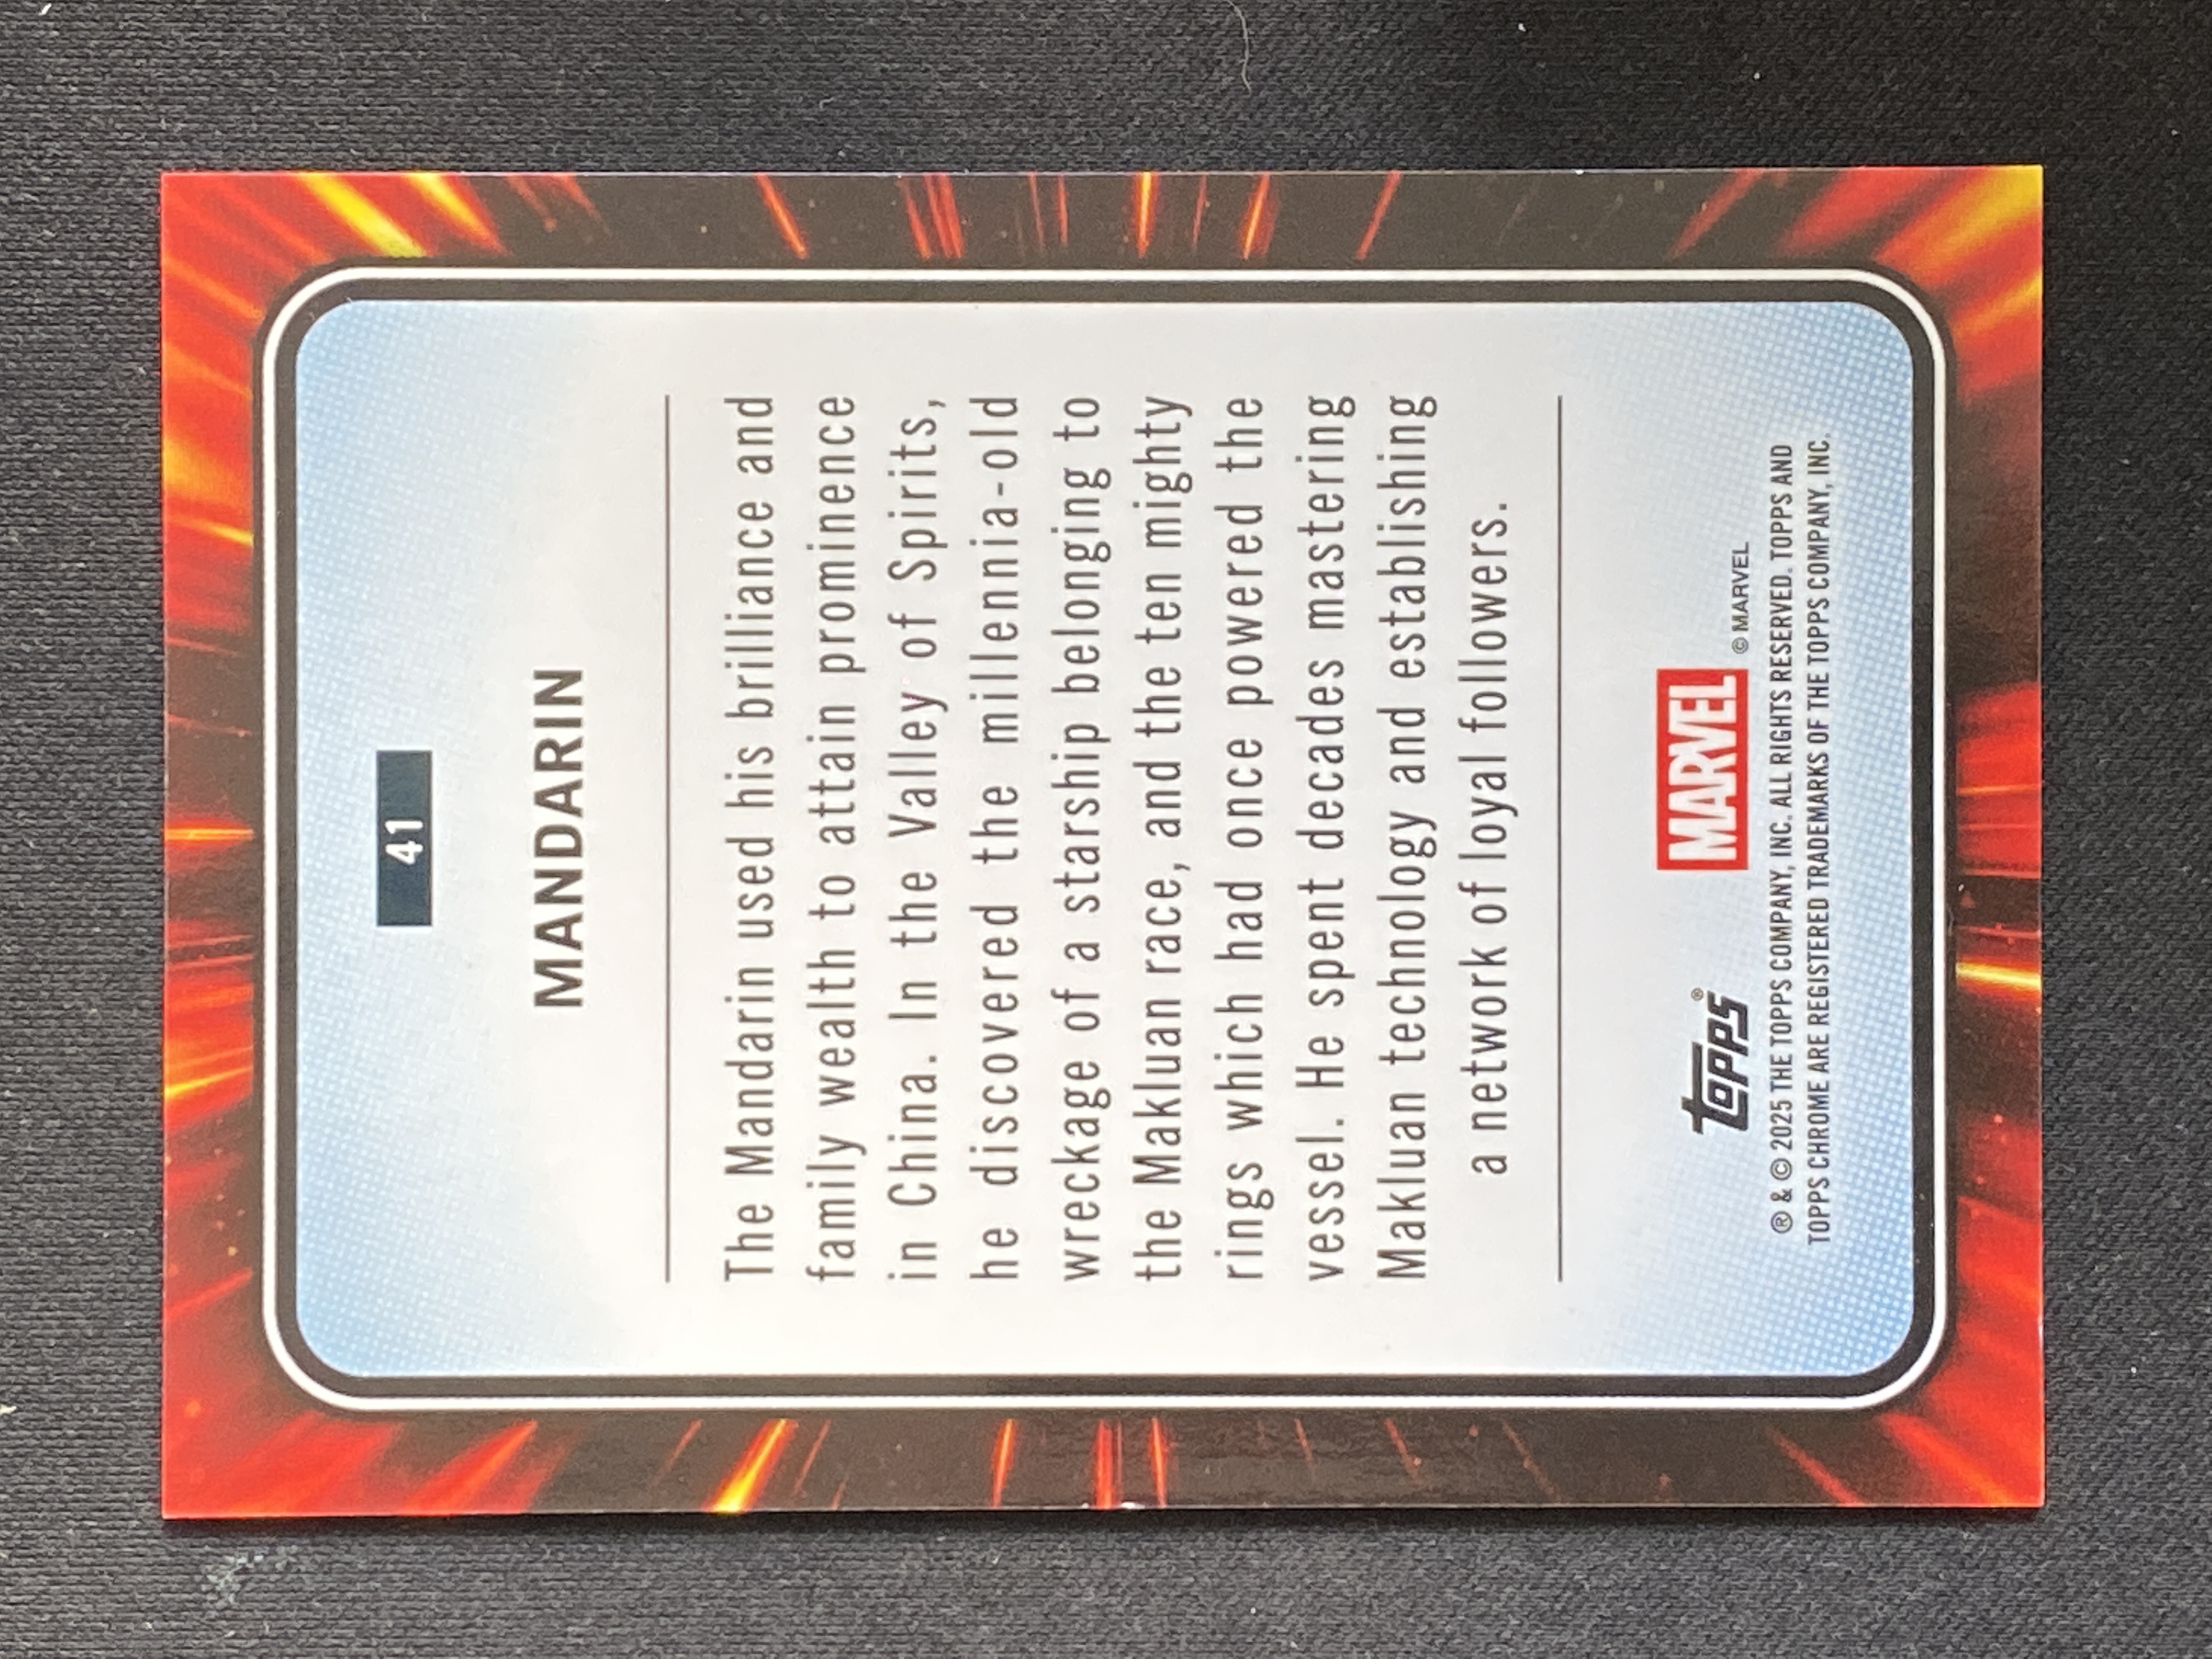 41
MANDARIN
The Mandarin used his brilliance and
family wealth to attain prominence
in China. In the Valley of Spirits,
he discovered the millennia-old
wreckage of a starship belonging to
the Makluan race, and the ten mighty
rings which had once powered the
vessel. He spent decades mastering
Makluan technology and establishing
a network of loyal followers.
topps® MARVEL © MARVEL
® & © 2025 THE TOPPS COMPANY, INC. ALL RIGHTS RESERVED. TOPPS AND
TOPPS CHROME ARE REGISTERED TRADEMARKS OF THE TOPPS COMPANY, INC.